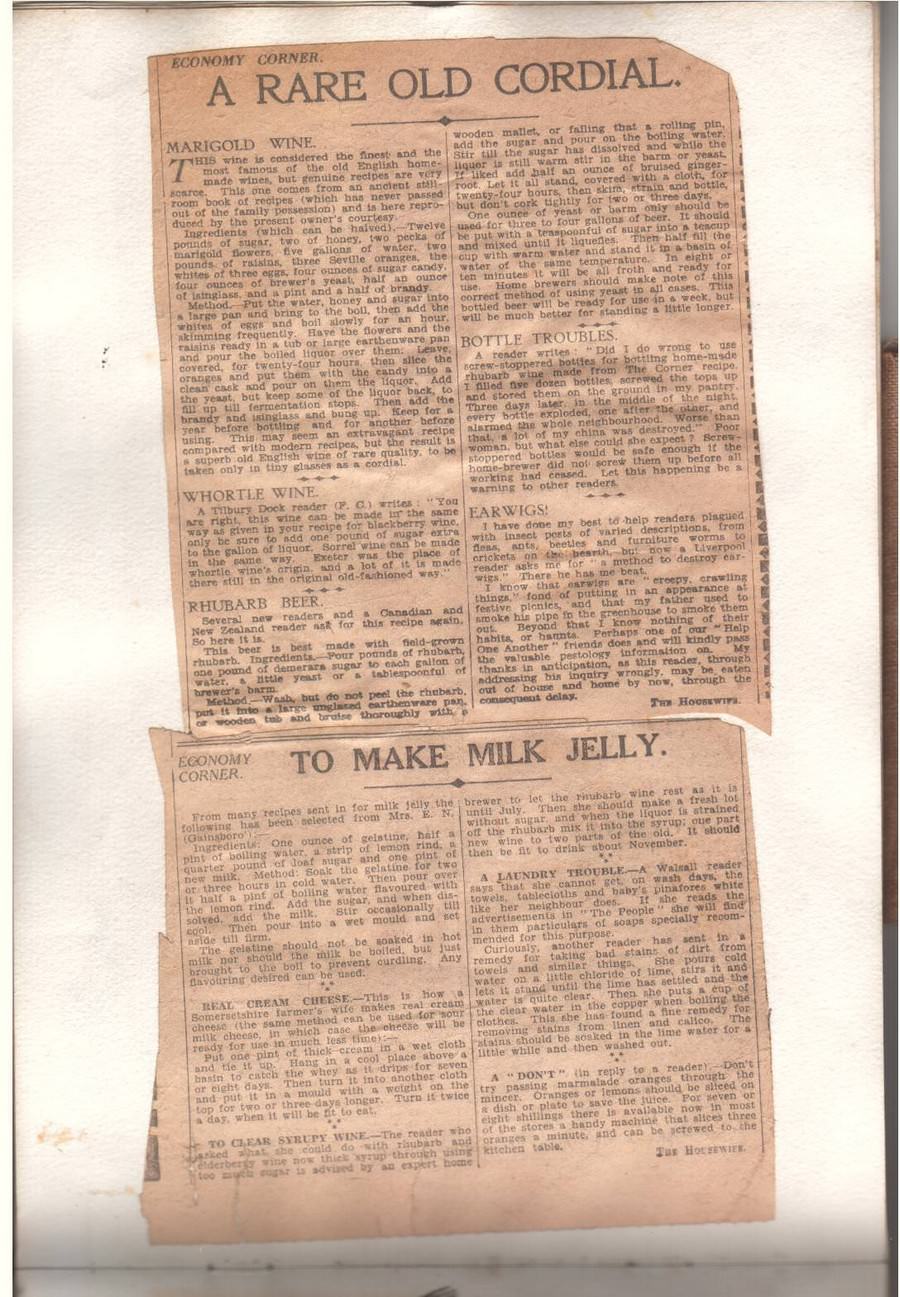 ECONOMY CORNER.
A RARE OLD CORDIAL.
MARIGOLD WINE.
THIS wine is considered the finest and the
most famous of the old English home-
made wines, but genuine recipes are very
scarce. This one comes from an ancient still-
room book of recipes (which has never passed
out of the family possession) and is here repro-
duced by the present owner's courtesy.
Ingredients (which can be halved).—Twelve
pounds of sugar, two of honey, two pecks of
marigold flowers, five gallons of water, two
pounds of raisins, three Seville oranges, the
whites of three eggs, four ounces of sugar candy,
four ounces of brewer's yeast, half an ounce
of isinglass, and a pint and a half of brandy.
Method.—Put the water, honey and sugar into
a large pan and bring to the boil, then add the
whites of eggs and boil slowly for an hour,
skimming frequently. Have the flowers and the
raisins ready in a tub or large earthenware pan
and pour the boiled liquor over them. Leave,
covered, for twenty-four hours, then slice the
oranges and put them with the candy into a
clean cask and pour on them the liquor. Add
the yeast, but keep some of the liquor back, to
fill up till fermentation stops. Then add the
brandy and isinglass and bung up. Keep for a
year before bottling and for another before
using. This may seem an extravagant recipe
compared with modern recipes, but the result is
a superb old English wine of rare quality, to be
taken only in tiny glasses as a cordial.
WHORTLE WINE.
A Tilbury Dock reader (F. C.) writes: "You
are right, this wine can be made in the same
way as given in your recipe for blackberry wine,
only be sure to add one pound of sugar extra
to the gallon of liquor. Sorrel wine can be made
in the same way. Exeter was the place of
whortle wine's origin, and a lot of it is made
there still in the original old-fashioned way."
RHUBARB BEER.
Several new readers and a Canadian and
New Zealand reader ask for this recipe again.
So here it is.
This beer is best made with field-grown
rhubarb. Ingredients.—Four pounds of rhubarb,
one pound of demerara sugar to each gallon of
water, a little yeast or a tablespoonful of
brewer's barm.
Method.—Wash, but do not peel the rhubarb,
put it into a large unglazed earthenware pan,
or wooden tub and bruise thoroughly with a
wooden mallet, or failing that a rolling pin,
add the sugar and pour on the boiling water.
Stir till the sugar has dissolved and while the
liquor is still warm stir in the barm or yeast.
If liked add half an ounce of bruised ginger-
root. Let it all stand, covered with a cloth, for
twenty-four hours, then skim, strain and bottle,
but don't cork tightly for two or three days.
One ounce of yeast or barm only should be
used for three to four gallons of beer. It should
be put with a teaspoonful of sugar into a teacup
and mixed until it liquefies. Then half fill the
cup with warm water and stand it in a basin of
water of the same temperature. In eight or
ten minutes it will be all froth and ready for
use. Home brewers should make note of this
correct method of using yeast in all cases. This
bottled beer will be ready for use in a week, but
will be much better for standing a little longer.
BOTTLE TROUBLES.
A reader writes: "Did I do wrong to use
screw-stoppered bottles for bottling home-made
rhubarb wine made from The Corner recipe.
I filled five dozen bottles, screwed the tops up
and stored them on the ground in my pantry.
Three days later, in the middle of the night,
every bottle exploded, one after the other, and
alarmed the whole neighbourhood. Worse than
that, a lot of my china was destroyed." Poor
woman, but what else could she expect? Screw-
stoppered bottles would be safe enough if the
home-brewer did not screw them up before all
working had ceased. Let this happening be a
warning to other readers.
EARWIGS!
I have done my best to help readers plagued
with insect pests of varied descriptions, from
fleas, ants, beetles and furniture worms to
crickets on the hearth, but now a Liverpool
reader asks me for "a method to destroy ear-
wigs." There he has me beat.
I know that earwigs are "creepy, crawling
things," fond of putting in an appearance at
festive picnics, and that my father used to
smoke his pipe in the greenhouse to smoke them
out. Beyond that I know nothing of their
habits, or haunts. Perhaps one of our "Help
One Another" friends does and will kindly pass
the valuable pestology information on. My
thanks in anticipation, as this reader, through
addressing his inquiry wrongly, may be eaten
out of house and home by now, through the
consequent delay.
THE HOUSEWIFE.
ECONOMY
CORNER.
TO MAKE MILK JELLY.
From many recipes sent in for milk jelly the
following has been selected from Mrs. E. N.
(Gainsboro'):—
Ingredients: One ounce of gelatine, half a
pint of boiling water, a strip of lemon rind, a
quarter pound of loaf sugar and one pint of
new milk. Method: Soak the gelatine for two
or three hours in cold water. Then pour over
it half a pint of boiling water flavoured with
the lemon rind. Add the sugar, and when dis-
solved, add the milk. Stir occasionally till
cool. Then pour into a wet mould and set
aside till firm.
The gelatine should not be soaked in hot
milk nor should the milk be boiled, but just
brought to the boil to prevent curdling. Any
flavouring desired can be used.
REAL CREAM CHEESE.—This is how a
Somersetshire farmer's wife makes real cream
cheese (the same method can be used for sour
milk cheese, in which case the cheese will be
ready for use in much less time):—
Put one pint of thick cream in a wet cloth
and tie it up. Hang in a cool place above a
basin to catch the whey as it drips for seven
or eight days. Then turn it into another cloth
and put it in a mould with a weight on the
top for two or three days longer. Turn it twice
a day, when it will be fit to eat.
TO CLEAR SYRUPY WINE.—The reader who
asked what she could do with rhubarb and
elderberry wine now thick syrup through using
too much sugar is advised by an expert home
brewer to let the rhubarb wine rest as it is
until July. Then she should make a fresh lot
without sugar, and when the liquor is strained
off the rhubarb mix it into the syrup; one part
new wine to two parts of the old. It should
then be fit to drink about November.
A LAUNDRY TROUBLE.—A Walsall reader
says that she cannot get, on wash days, the
towels, tablecloths and baby's pinafores white
like her neighbour does. If she reads the
advertisements in "The People" she will find
in them particulars of soaps specially recom-
mended for this purpose.
Curiously, another reader has sent in a
remedy for taking bad stains of dirt from
towels and similar things. She pours cold
water on a little chloride of lime, stirs it and
lets it stand until the lime has settled and the
water is quite clear. Then she puts a cup of
the clear water in the copper when boiling the
clothes. This she has found a fine remedy for
removing stains from linen and calico. The
stains should be soaked in the lime water for a
little while and then washed out.
A "DON'T" (in reply to a reader).—Don't
try passing marmalade oranges through the
mincer. Oranges or lemons should be sliced on
a dish or plate to save the juice. For seven or
eight shillings there is available now in most
of the stores a handy machine that slices three
oranges a minute, and can be screwed to the
kitchen table.
THE HOUSEWIFE.